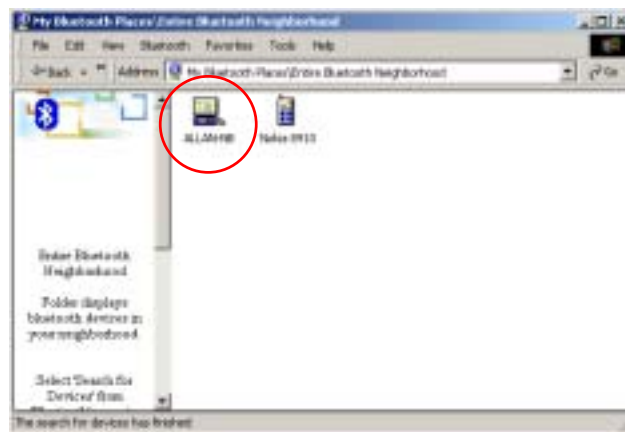 My Bluetooth Places\Entire Bluetooth Neighborhood
File Edit View Bluetooth Favorites Tools Help
Back Address My Bluetooth Places\Entire Bluetooth Neighborhood Go
ALLAN-NB Nokia
Entire Bluetooth
Neighborhood
Folder displays
bluetooth devices in
your neighborhood.
Select 'Search for
Devices' from
The search for devices has finished